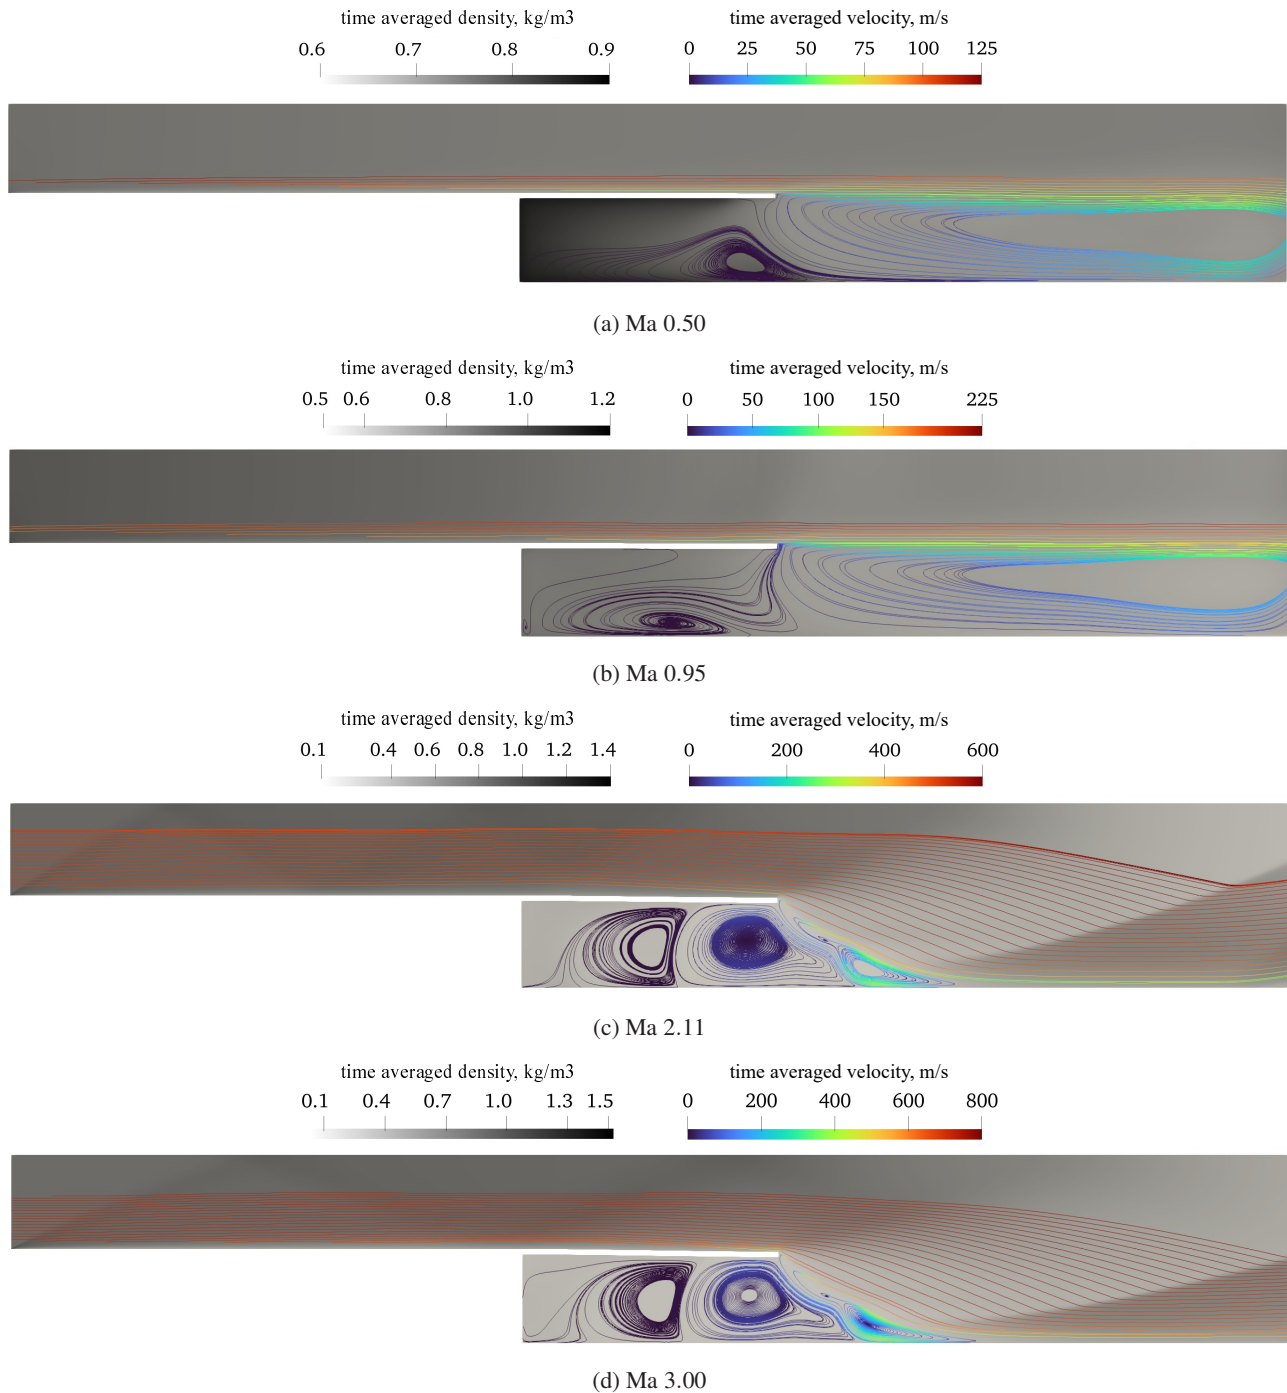 time averaged density, kg/m3 time averaged velocity, m/s
0.6 0.7 0.8 0.9 0 25 50 75 100 125
(a) Ma 0.50
time averaged density, kg/m3 time averaged velocity, m/s
0.5 0.6 0.8 1.0 1.2 0 50 100 150 225
(b) Ma 0.95
time averaged density, kg/m3 time averaged velocity, m/s
0.1 0.4 0.6 0.8 1.0 1.2 1.4 0 200 400 600
(c) Ma 2.11
time averaged density, kg/m3 time averaged velocity, m/s
0.1 0.4 0.7 1.0 1.3 1.5 0 200 400 600 800
(d) Ma 3.00